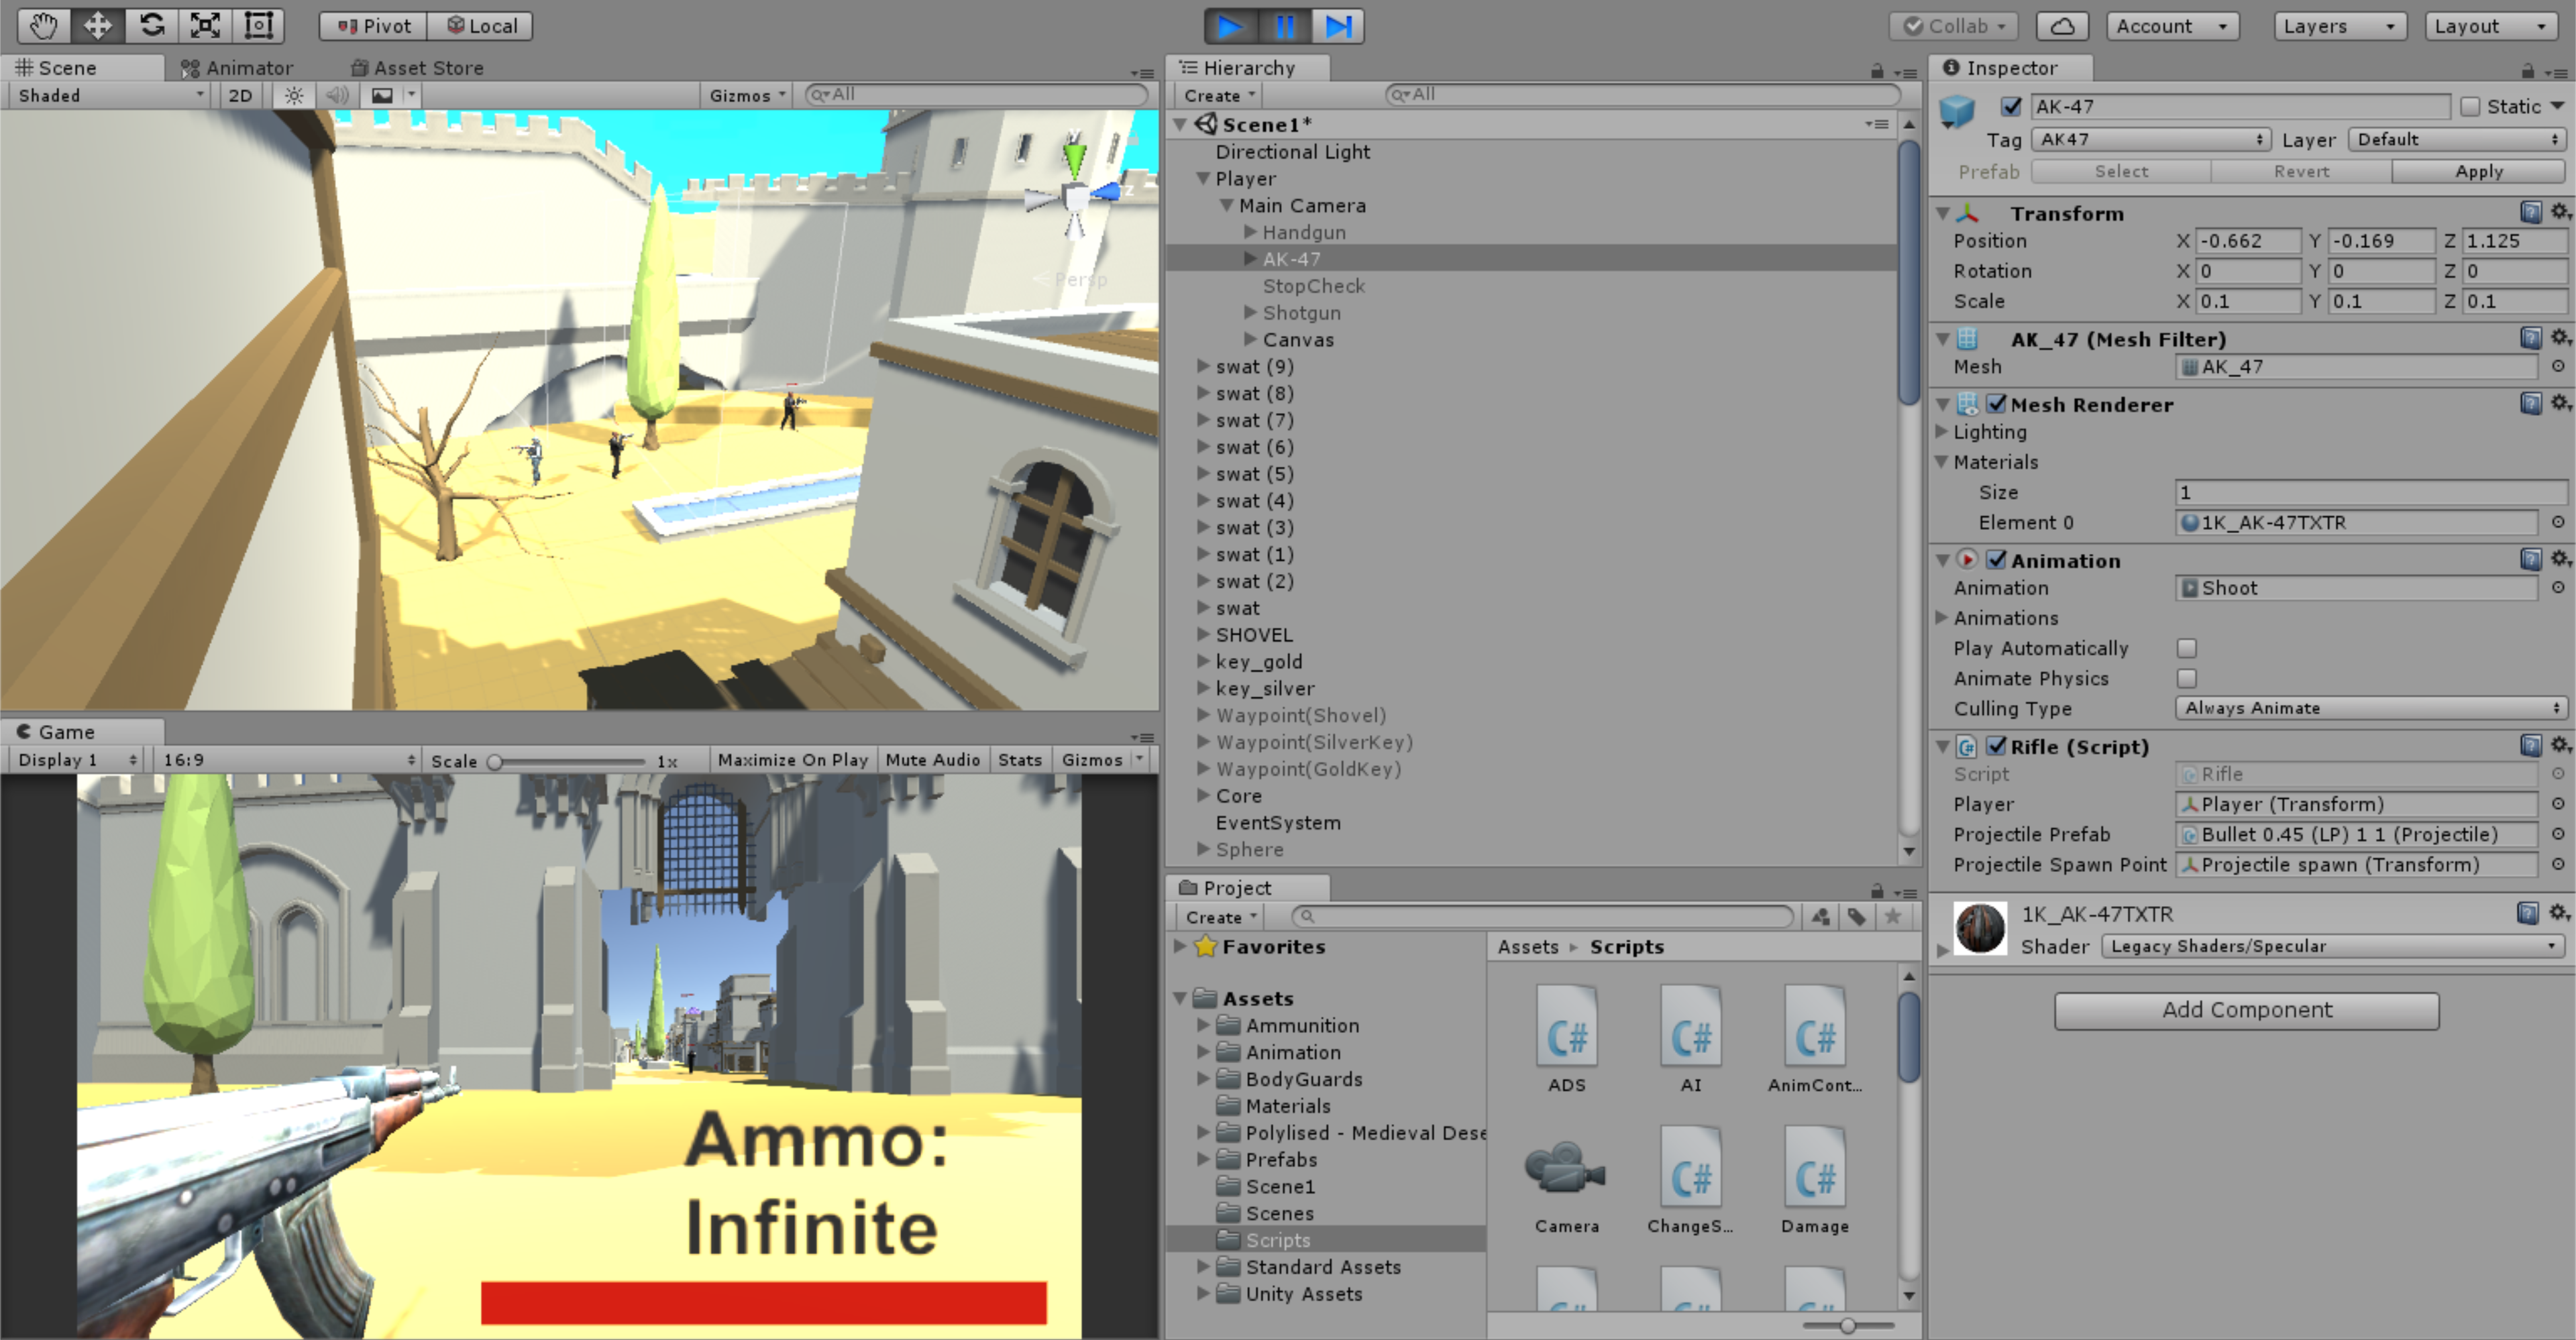 Pivot Local Collab Account Layers Layout
Scene Animator Asset Store
Shaded 2D Gizmos All
y
z
Persp
Game
Display 1 16:9 Scale 1x Maximize On Play Mute Audio Stats Gizmos
Ammo:
Infinite
Hierarchy
Create All
Scene1*
Directional Light
Player
Main Camera
Handgun
AK-47
StopCheck
Shotgun
Canvas
swat (9)
swat (8)
swat (7)
swat (6)
swat (5)
swat (4)
swat (3)
swat (1)
swat (2)
swat
SHOVEL
key_gold
key_silver
Waypoint(Shovel)
Waypoint(SilverKey)
Waypoint(GoldKey)
Core
EventSystem
Sphere
Project
Create
Favorites
Assets
Ammunition
Animation
BodyGuards
Materials
Polylised - Medieval Dese
Prefabs
Scene1
Scenes
Scripts
Standard Assets
Unity Assets
Assets Scripts
C# C# C#
ADS AI AnimCont...
C# C#
Camera ChangeS... Damage
Inspector
AK-47 Static
Tag AK47 Layer Default
Prefab Select Revert Apply
Transform
Position X -0.662 Y -0.169 Z 1.125
Rotation X 0 Y 0 Z 0
Scale X 0.1 Y 0.1 Z 0.1
AK_47 (Mesh Filter)
Mesh AK_47
Mesh Renderer
Lighting
Materials
Size 1
Element 0 1K_AK-47TXTR
Animation
Animation Shoot
Animations
Play Automatically
Animate Physics
Culling Type Always Animate
Rifle (Script)
Script Rifle
Player Player (Transform)
Projectile Prefab Bullet 0.45 (LP) 1 1 (Projectile)
Projectile Spawn Point Projectile spawn (Transform)
1K_AK-47TXTR
Shader Legacy Shaders/Specular
Add Component